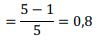 = (5 − 1)/5 = 0,8